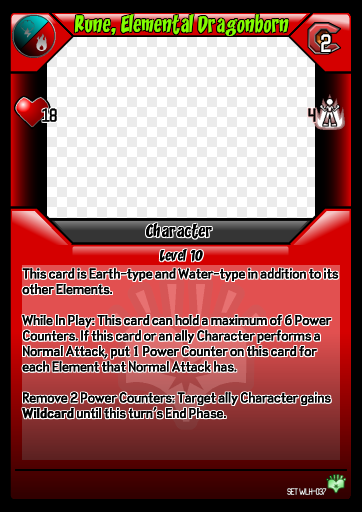 Rune, Elemental Dragonborn
2
18
4
Character
Level 10
This card is Earth-type and Water-type in addition to its
other Elements.
While In Play: This card can hold a maximum of 6 Power
Counters. If this card or an ally Character performs a
Normal Attack, put 1 Power Counter on this card for
each Element that Normal Attack has.
Remove 2 Power Counters: Target ally Character gains
Wildcard until this turn's End Phase.
SET WLH-037